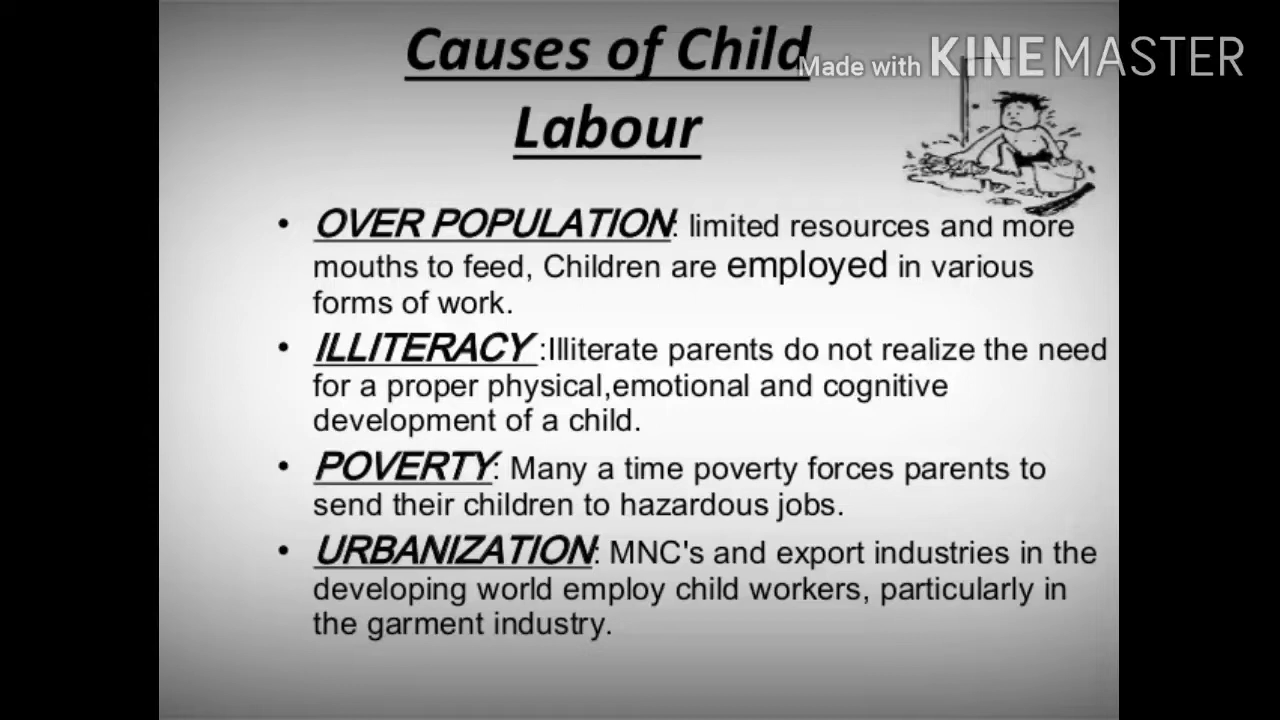 Causes of Child
Made with KINEMASTER
Labour
• OVER POPULATION: limited resources and more
mouths to feed, Children are employed in various
forms of work.
• ILLITERACY :Illiterate parents do not realize the need
for a proper physical,emotional and cognitive
development of a child.
• POVERTY: Many a time poverty forces parents to
send their children to hazardous jobs.
• URBANIZATION: MNC's and export industries in the
developing world employ child workers, particularly in
the garment industry.